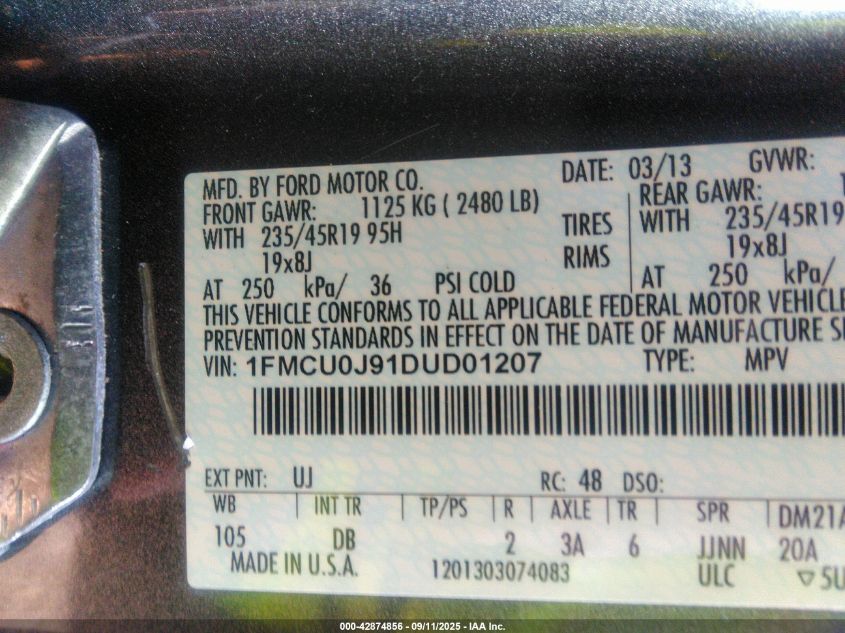 MFD. BY FORD MOTOR CO. DATE: 03/13 GVWR:
FRONT GAWR: 1125 KG ( 2480 LB) REAR GAWR:
WITH 235/45R19 95H TIRES WITH 235/45R19
19x8J RIMS 19x8J
AT 250 kPa/ 36 PSI COLD AT 250 kPa/
THIS VEHICLE CONFORMS TO ALL APPLICABLE FEDERAL MOTOR VEHICLE
PREVENTION STANDARDS IN EFFECT ON THE DATE OF MANUFACTURE
VIN: 1FMCU0J91DUD01207 TYPE: MPV
EXT PNT: UJ RC: 48 DSO:
WB INT TR TP/PS R AXLE TR SPR DM21A
105 DB 2 3A 6 JJNN 20A
MADE IN U.S.A. 1201303074083 ULC
000-42874856 - 09/11/2025 - IAA Inc.